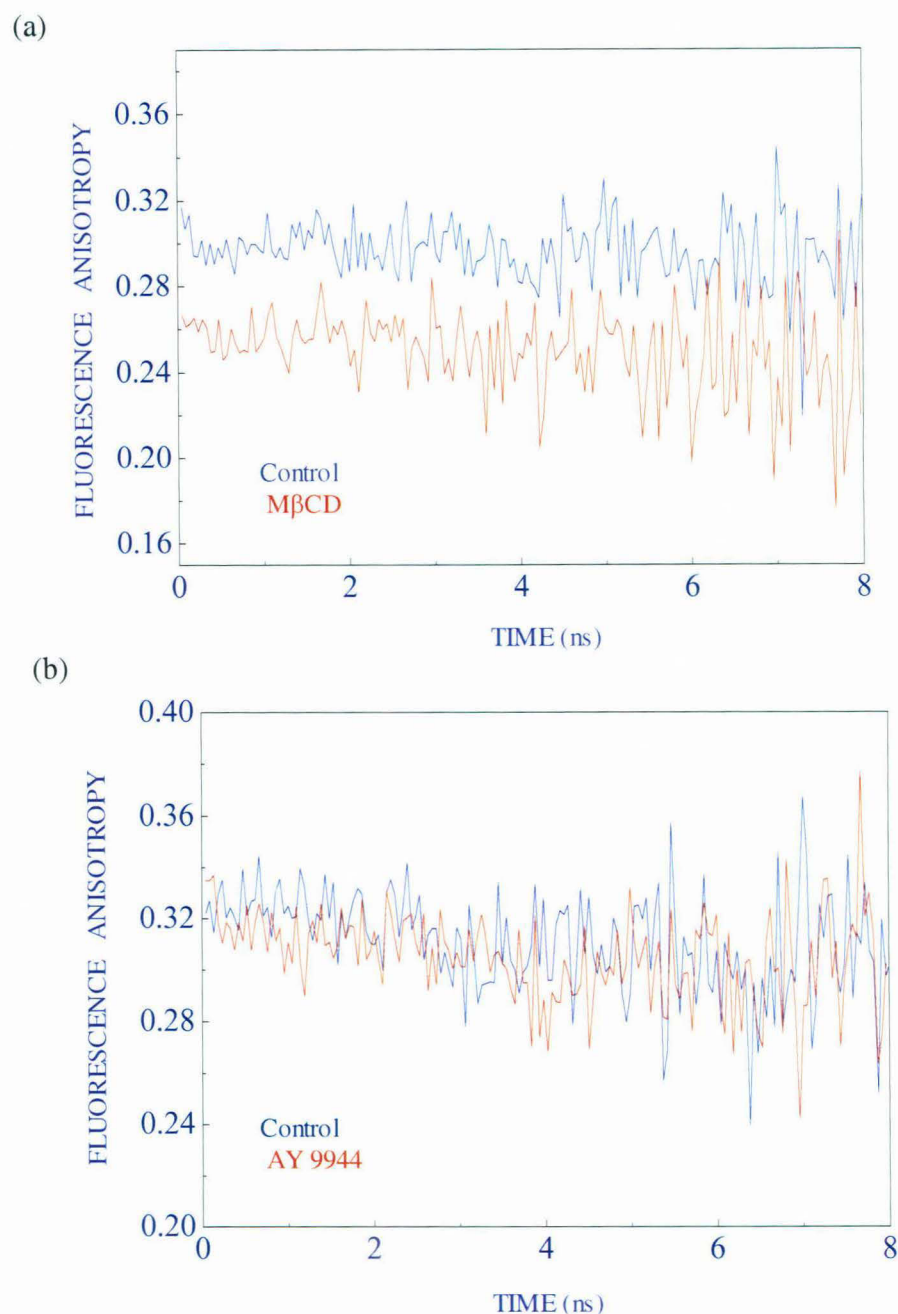 (a)
FLUORESCENCE ANISOTROPY
0.36
0.32
0.28
0.24
0.20
0.16
Control
MβCD
0 2 4 6 8
TIME (ns)
(b)
FLUORESCENCE ANISOTROPY
0.40
0.36
0.32
0.28
0.24
0.20
Control
AY 9944
0 2 4 6 8
TIME (ns)